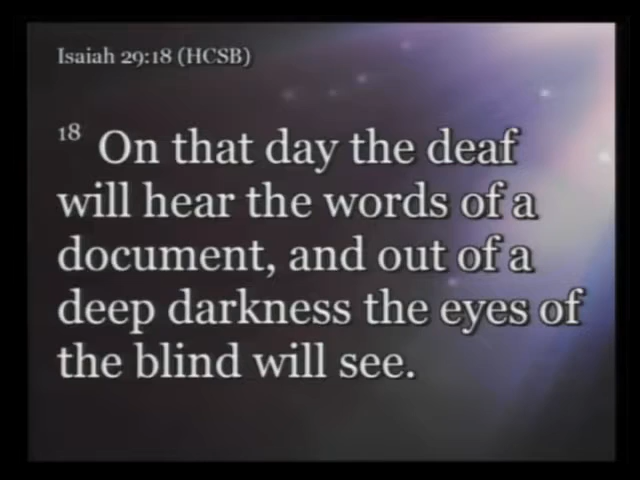 Isaiah 29:18 (HCSB)
18 On that day the deaf
will hear the words of a
document, and out of a
deep darkness the eyes of
the blind will see.